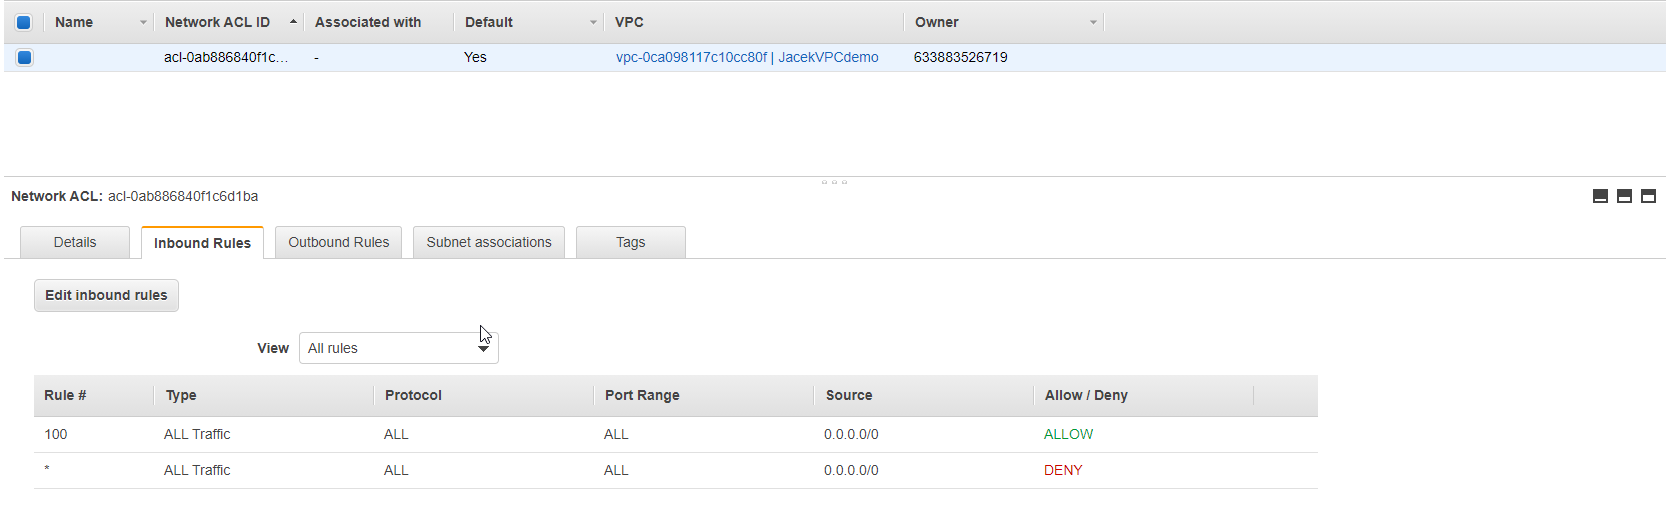 Name Network ACL ID Associated with Default VPC Owner
acl-0ab886840f1c... - Yes vpc-0ca098117c10cc80f | JacekVPCdemo 633883526719
Network ACL: acl-0ab886840f1c6d1ba
Details Inbound Rules Outbound Rules Subnet associations Tags
Edit inbound rules
View All rules
Rule # Type Protocol Port Range Source Allow / Deny
100 ALL Traffic ALL ALL 0.0.0.0/0 ALLOW
* ALL Traffic ALL ALL 0.0.0.0/0 DENY